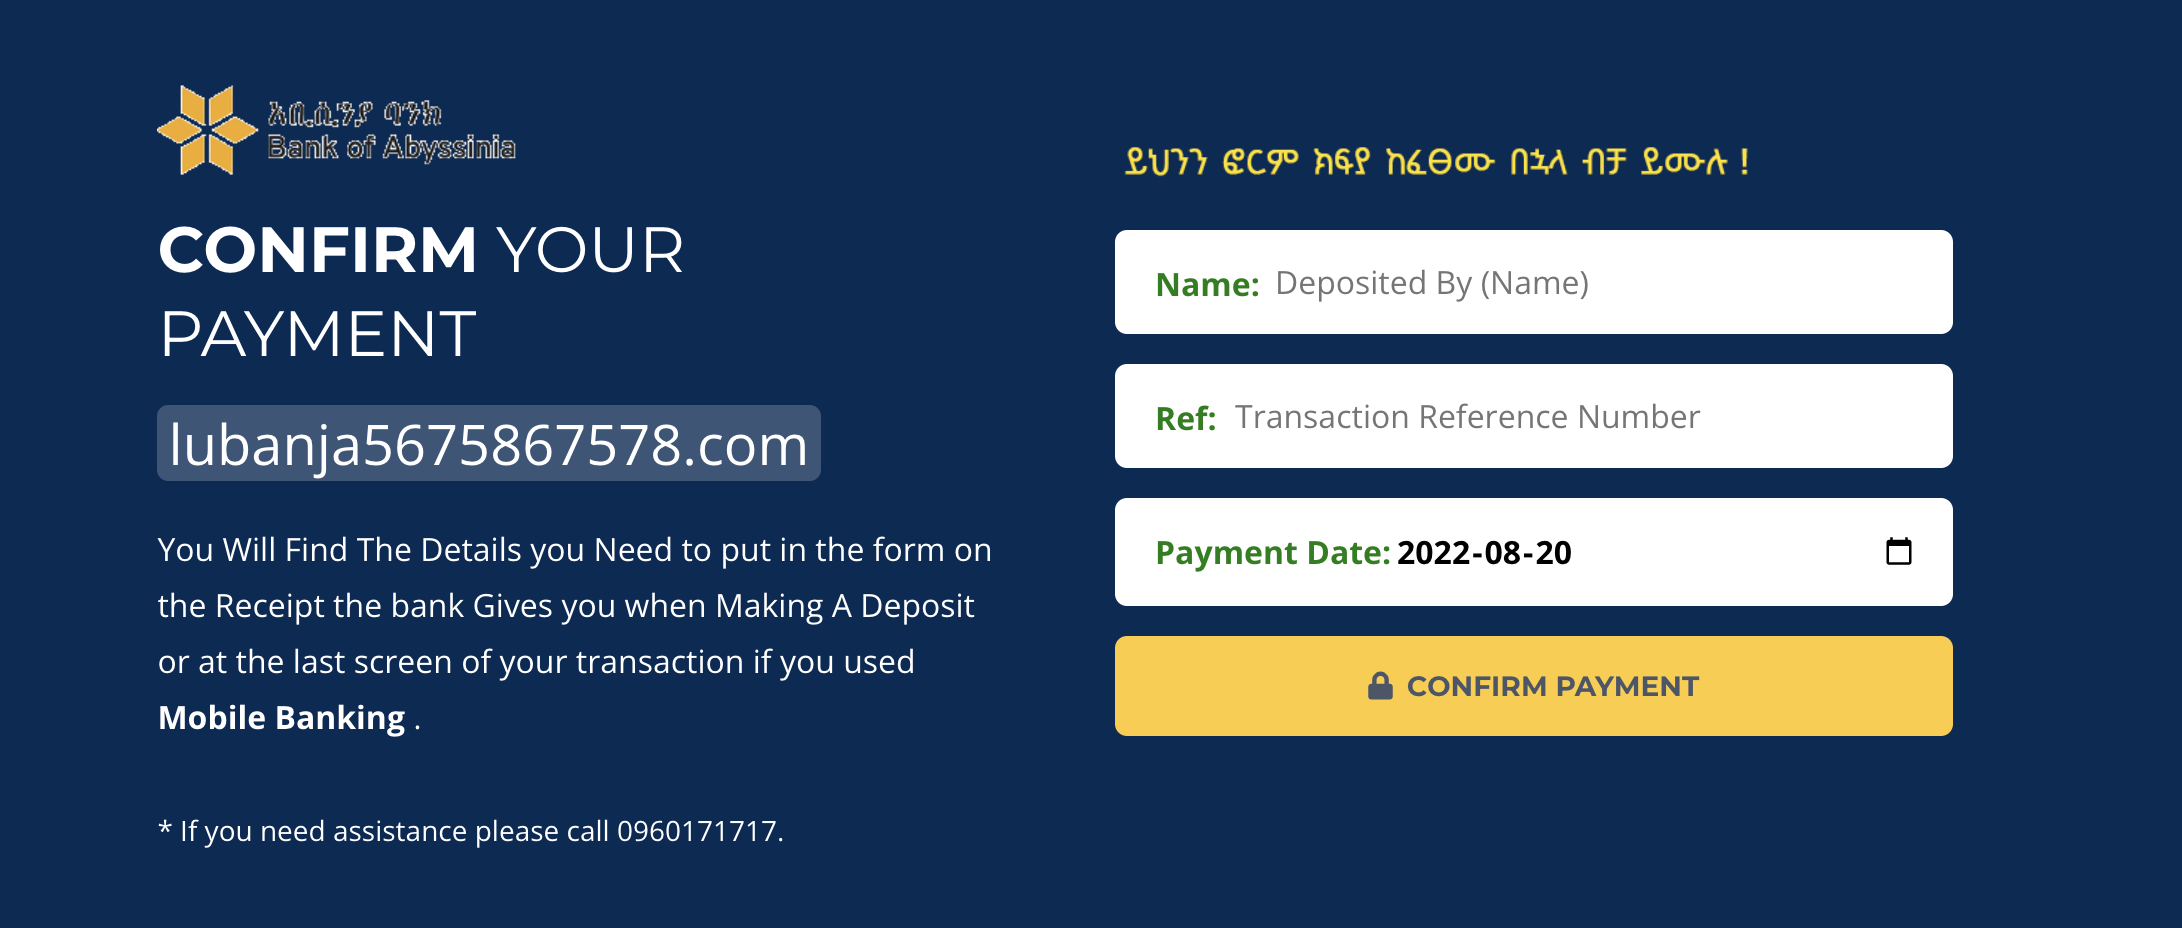 አቢሲንያ ባንክ
Bank of Abyssinia
CONFIRM YOUR
PAYMENT
lubanja5675867578.com
You Will Find The Details you Need to put in the form on
the Receipt the bank Gives you when Making A Deposit
or at the last screen of your transaction if you used
Mobile Banking .
* If you need assistance please call 0960171717.
ይህንን ፎርም ክፍያ ከፈፀሙ በኋላ ብቻ ይሙሉ !
Name: Deposited By (Name)
Ref: Transaction Reference Number
Payment Date: 2022-08-20
CONFIRM PAYMENT